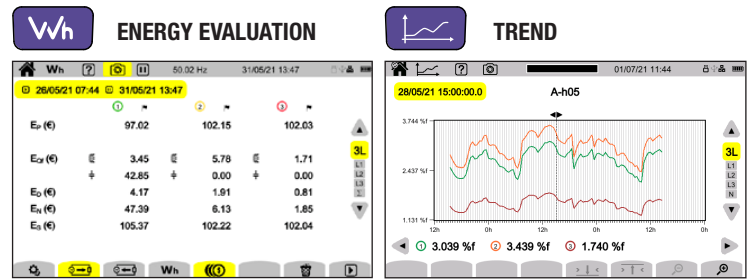 Wh ENERGY EVALUATION
Wh ? 50.02 Hz 31/05/21 13:47
26/05/21 07:44 31/05/21 13:47
1 2 3
EP (€) 97.02 102.15 102.03
EQf (€) 3.45 5.78 1.71
42.85 0.00 0.00
ED (€) 4.17 1.91 0.81
EN (€) 47.39 6.13 1.85
ES (€) 105.37 102.22 102.04
3L
L1
L2
L3
Σ
Wh
TREND
? 01/07/21 11:44
28/05/21 15:00:00.0 A-h05
3.744 %f
2.437 %f
1.131 %f
12h 0h 12h 0h 12h 0h
3L
L1
L2
L3
N
1 3.039 %f 2 3.439 %f 3 1.740 %f